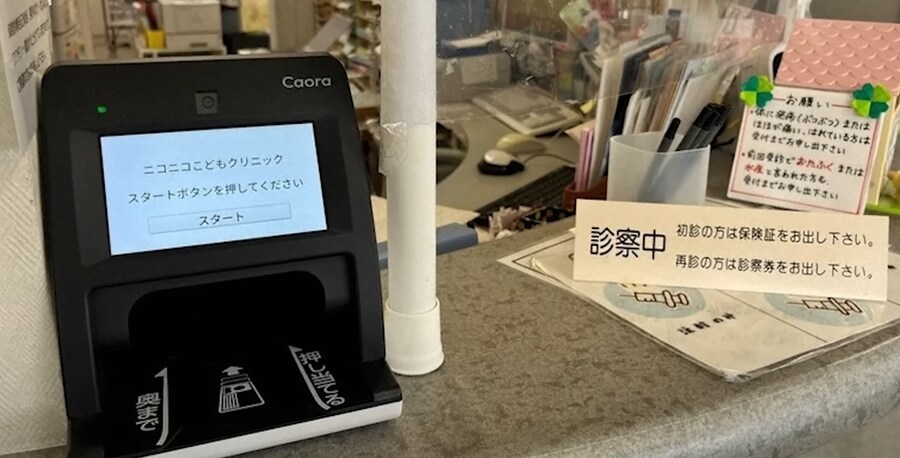 Caora
ニコニコこどもクリニック
スタートボタンを押してください
スタート
奥まで
押し当てる
お願い
・体に発疹(ぶつぶつ)または
ほほが痛い、はれている方は
受付までお申し出下さい
・前回受診でおたふくまたは
水痘と言われた方も、
受付までお申し出下さい
診察中
初診の方は保険証をお出し下さい。
再診の方は診察券をお出し下さい。
注射のみ